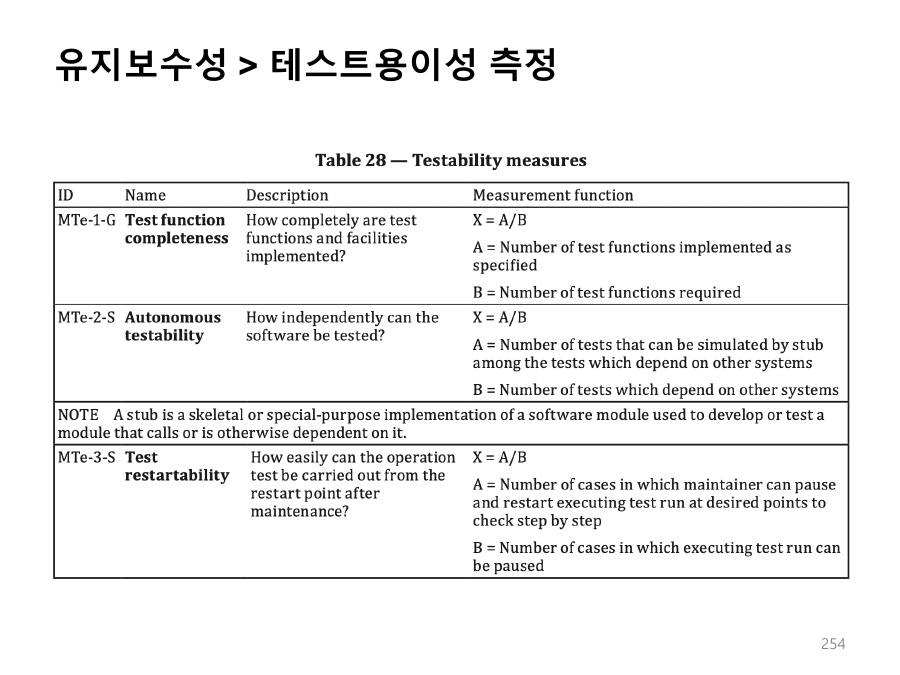 유지보수성 > 테스트용이성 측정
Table 28 — Testability measures
ID Name Description Measurement function
MTe-1-G Test function How completely are test X = A/B
completeness functions and facilities
implemented?
A = Number of test functions implemented as
specified
B = Number of test functions required
MTe-2-S Autonomous How independently can the X = A/B
testability software be tested?
A = Number of tests that can be simulated by stub
among the tests which depend on other systems
B = Number of tests which depend on other systems
NOTE A stub is a skeletal or special-purpose implementation of a software module used to develop or test a
module that calls or is otherwise dependent on it.
MTe-3-S Test How easily can the operation X = A/B
restartability test be carried out from the
restart point after
maintenance?
A = Number of cases in which maintainer can pause
and restart executing test run at desired points to
check step by step
B = Number of cases in which executing test run can
be paused
254